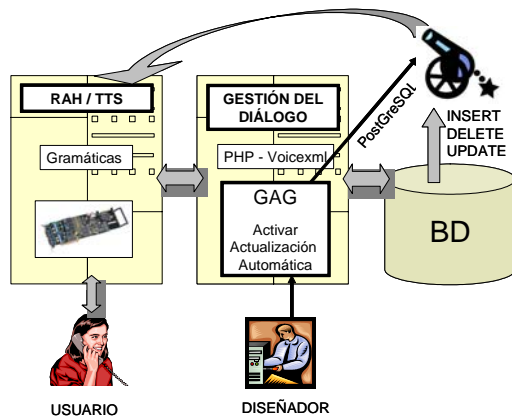 RAH / TTS
Gramáticas
GESTIÓN DEL
DIÁLOGO
PHP - Voicexml
GAG
Activar
Actualización
Automática
PostGreSQl
INSERT
DELETE
UPDATE
BD
USUARIO
DISEÑADOR